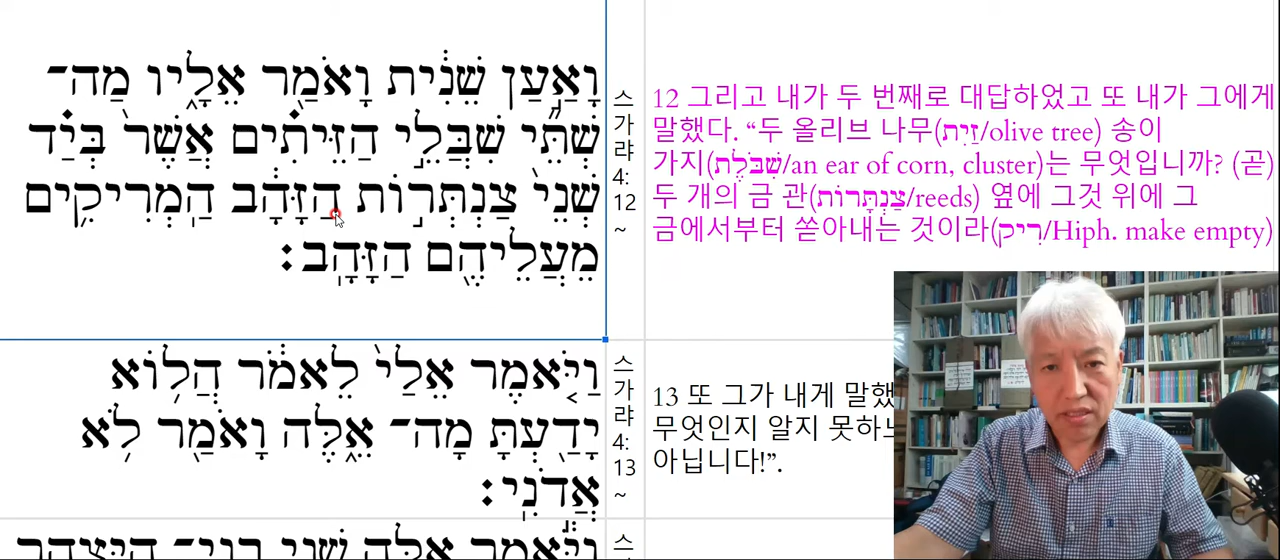 וָאַ֣עַן שֵׁנִ֔ית וָאֹמַ֖ר אֵלָ֑יו מַה־
שְׁתֵּ֞י שִׁבֲּלֵ֣י הַזֵּיתִ֗ים אֲשֶׁר֙ בְּיַ֗ד
שְׁנֵי֙ צַנְתְּר֣וֹת הַזָּהָ֔ב הַֽמְרִיקִ֥ים
מֵעֲלֵיהֶ֖ם הַזָּהָֽב׃
스
가
랴
4:
12
~
12 그리고 내가 두 번째로 대답하었고 또 내가 그에게
말했다. “두 올리브 나무(זַיִת/olive tree) 송이
가지(שִׁבֹּלֶת/an ear of corn, cluster)는 무엇입니까? (곧)
두 개의 금 관(צַנְתָּרוֹת/reeds) 옆에 그것 위에 그
금에서부터 쏟아내는 것이라(רִיק/Hiph. make empty)
וַיֹּ֤אמֶר אֵלַי֙ לֵאמֹ֔ר הֲל֥וֹא
יָדַ֖עְתָּ מָה־ אֵ֑לֶּה וָאֹמַ֖ר לֹ֥א
אֲדֹנִֽי׃
스
가
랴
4:
13
~
13 또 그가 내게 말했
무엇인지 알지 못하
아닙니다!”.
וַיֹּ֕אמֶר אֵ֖לֶּה שְׁנֵ֣י בְנֵֽי־ הַיִּצְהָ֑ר
스